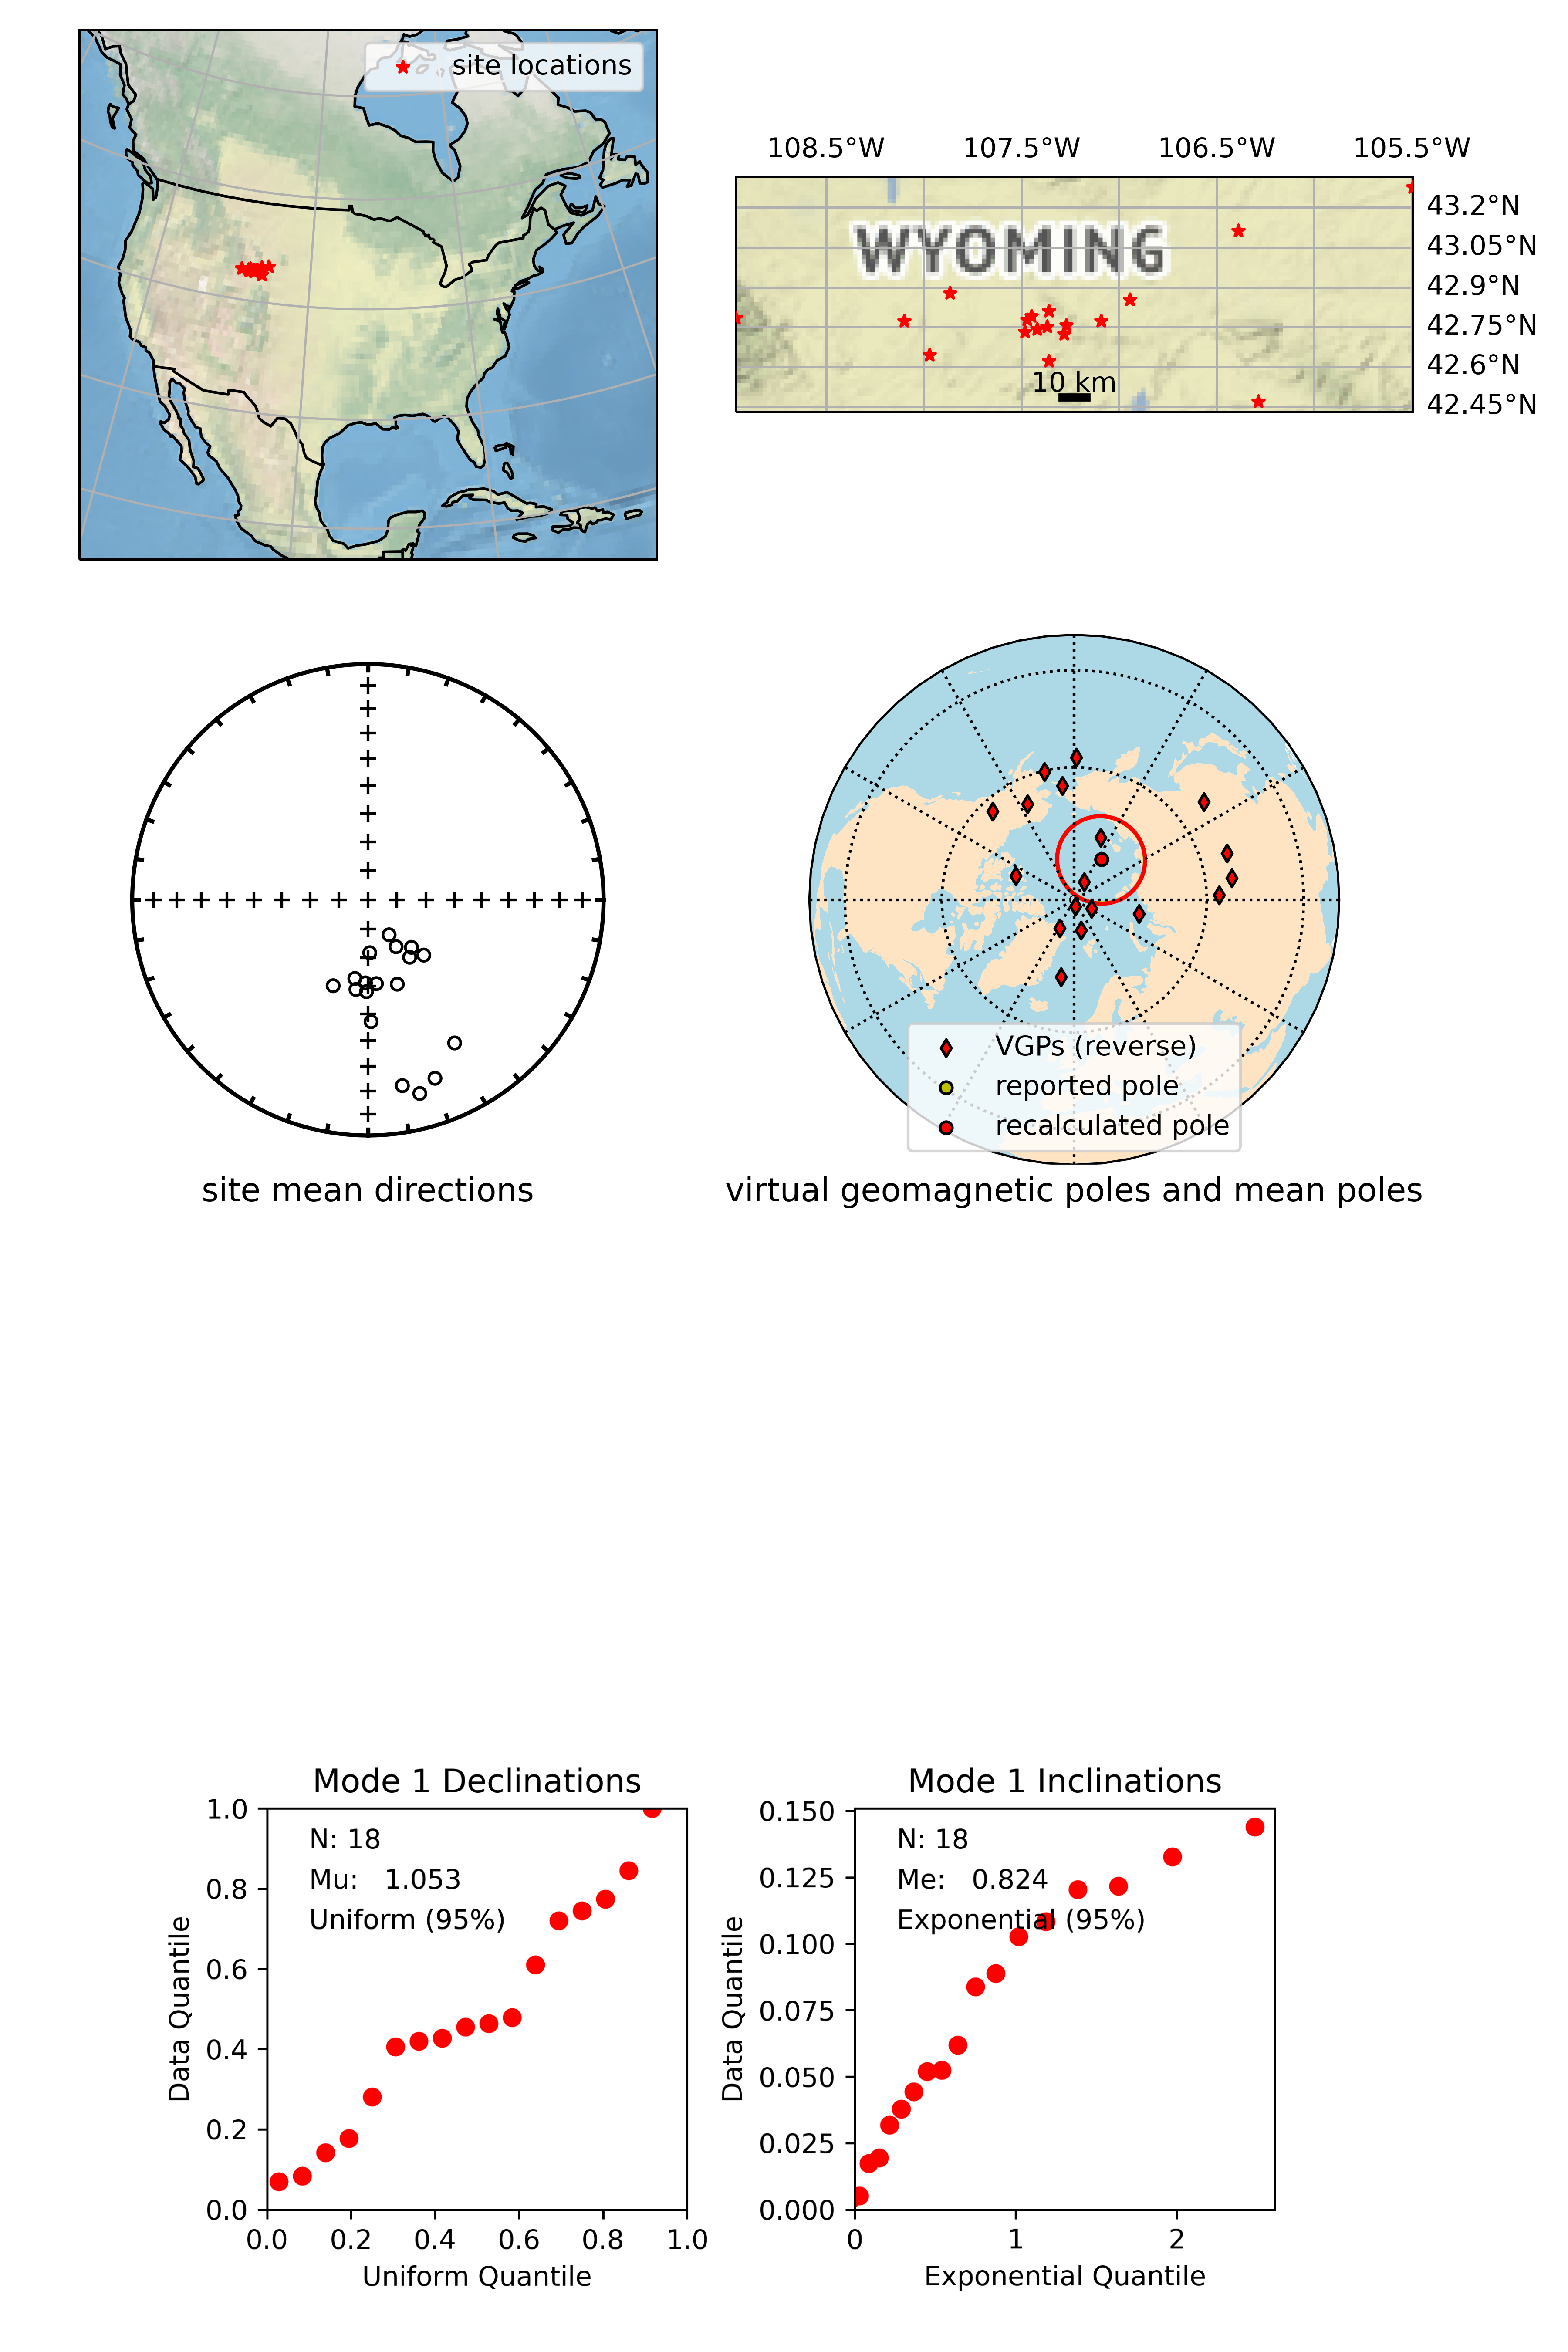 site locations
108.5°W 107.5°W 106.5°W 105.5°W
43.2°N
43.05°N
42.9°N
42.75°N
42.6°N
42.45°N
WYOMING
10 km
site mean directions
VGPs (reverse)
reported pole
recalculated pole
virtual geomagnetic poles and mean poles
Mode 1 Declinations
N: 18
Mu: 1.053
Uniform (95%)
1.0
0.8
0.6
0.4
0.2
0.0
Data Quantile
0.0 0.2 0.4 0.6 0.8 1.0
Uniform Quantile
Mode 1 Inclinations
N: 18
Me: 0.824
Exponential (95%)
0.150
0.125
0.100
0.075
0.050
0.025
0.000
Data Quantile
0 1 2
Exponential Quantile